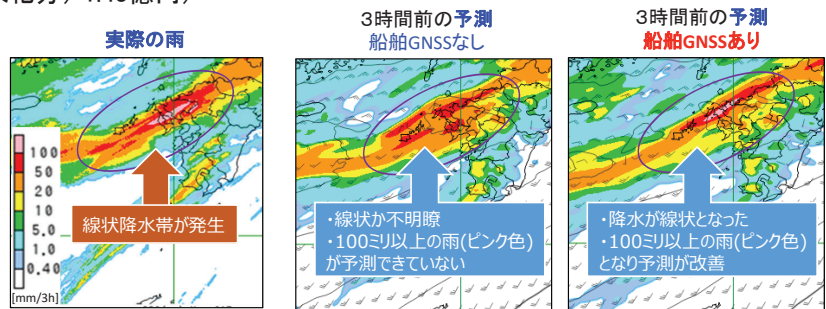 実際の雨
3時間前の予測
船舶GNSSなし
3時間前の予測
船舶GNSSあり
100
50
20
10
5.0
1.0
0.40
[mm/3h]
線状降水帯が発生
・線状か不明瞭
・100ミリ以上の雨(ピンク色)
が予測できていない
・降水が線状となった
・100ミリ以上の雨(ピンク色)
となり予測が改善